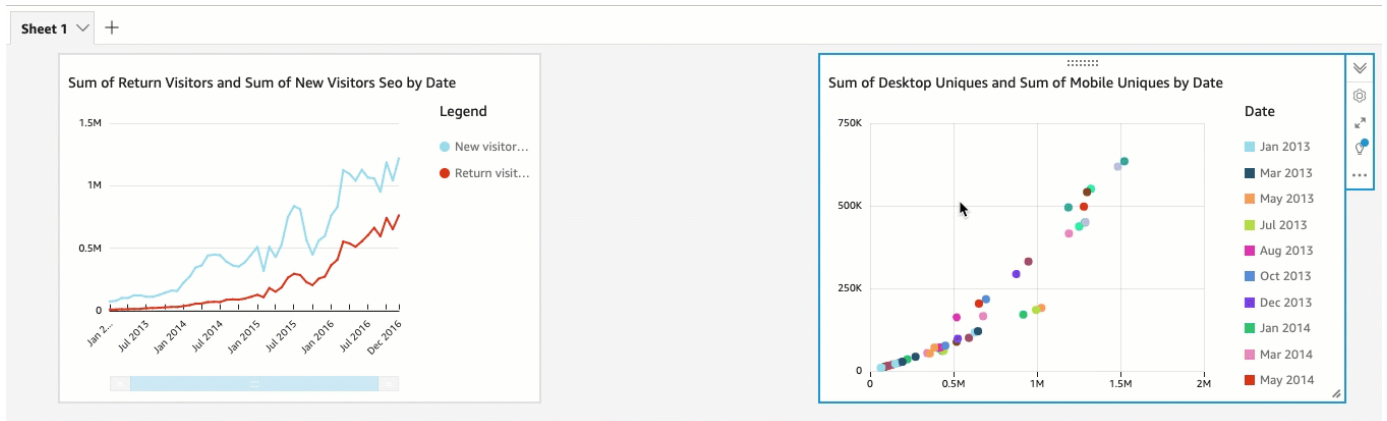 Sheet 1
Sum of Return Visitors and Sum of New Visitors Seo by Date
Legend
New visitor...
Return visit...
1.5M
1M
0.5M
0
Jan 2...
Jul 2013
Jan 2014
Jul 2014
Jan 2015
Jul 2015
Jan 2016
Jul 2016
Dec 2016
Sum of Desktop Uniques and Sum of Mobile Uniques by Date
750K
500K
250K
0
0
0.5M
1M
1.5M
2M
Date
Jan 2013
Mar 2013
May 2013
Jul 2013
Aug 2013
Oct 2013
Dec 2013
Jan 2014
Mar 2014
May 2014